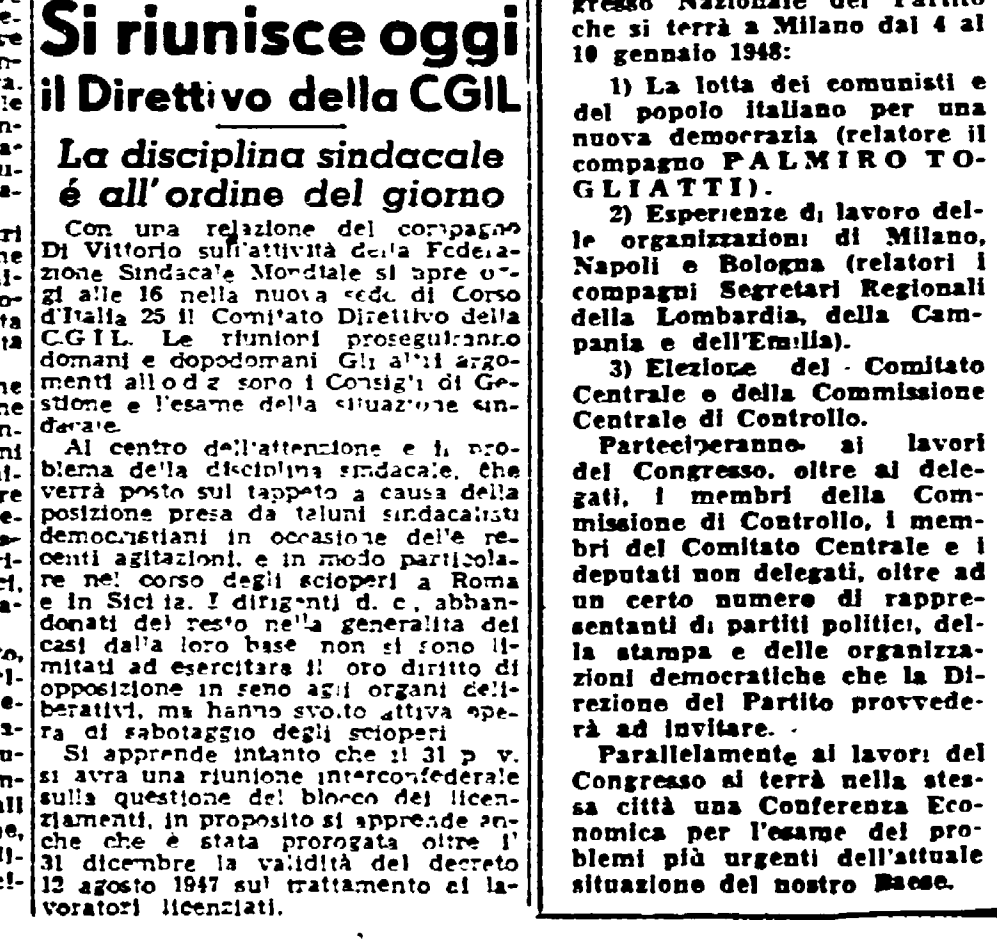 Si riunisce oggi
il Direttivo della CGIL
La disciplina sindacale
é all'ordine del giorno
Con una relazione del compagno
Di Vittorio sull'attività della Federa-
zione Sindacale Mondiale si apre og-
gi alle 16 nella nuova sede di Corso
d'Italia 25 il Comitato Direttivo della
C.G.I.L. Le riunioni proseguiranno
domani e dopodomani Gli altri argo-
menti all o d g sono i Consigli di Ge-
stione e l'esame della situazione sin-
dacale.
Al centro dell'attenzione e il pro-
blema della disciplina sindacale, che
verrà posto sul tappeto a causa della
posizione presa da taluni sindacalisti
democristiani in occasione delle re-
centi agitazioni, e in modo particola-
re nel corso degli scioperi a Roma
e in Sicilia. I dirigenti d. c., abban-
donati del resto nella generalità dei
casi dalla loro base non si sono li-
mitati ad esercitare il loro diritto di
opposizione in seno agli organi deli-
berativi, ma hanno svolto attiva ope-
ra di sabotaggio degli scioperi
Si apprende intanto che il 31 p v.
si avra una riunione interconfederale
sulla questione del blocco dei licen-
ziamenti, in proposito si apprende an-
che che è stata prorogata oltre l'
31 dicembre la validità del decreto
12 agosto 1947 sul trattamento ai la-
voratori licenziati.
gresso Nazionale del Partito
che si terrà a Milano dal 4 al
10 gennaio 1948:
1) La lotta dei comunisti e
del popolo italiano per una
nuova democrazia (relatore il
compagno PALMIRO TO-
GLIATTI).
2) Esperienze di lavoro del-
le organizzazioni di Milano,
Napoli e Bologna (relatori i
compagni Segretari Regionali
della Lombardia, della Cam-
pania e dell'Emilia).
3) Elezione del Comitato
Centrale e della Commissione
Centrale di Controllo.
Parteciperanno ai lavori
del Congresso, oltre ai dele-
gati, i membri della Com-
missione di Controllo, i mem-
bri del Comitato Centrale e i
deputati non delegati, oltre ad
un certo numero di rappre-
sentanti di partiti politici, del-
la stampa e delle organizza-
zioni democratiche che la Di-
rezione del Partito provvede-
rà ad invitare.
Parallelamente ai lavori del
Congresso si terrà nella stes-
sa città una Conferenza Eco-
nomica per l'esame dei pro-
blemi più urgenti dell'attuale
situazione del nostro Paese.